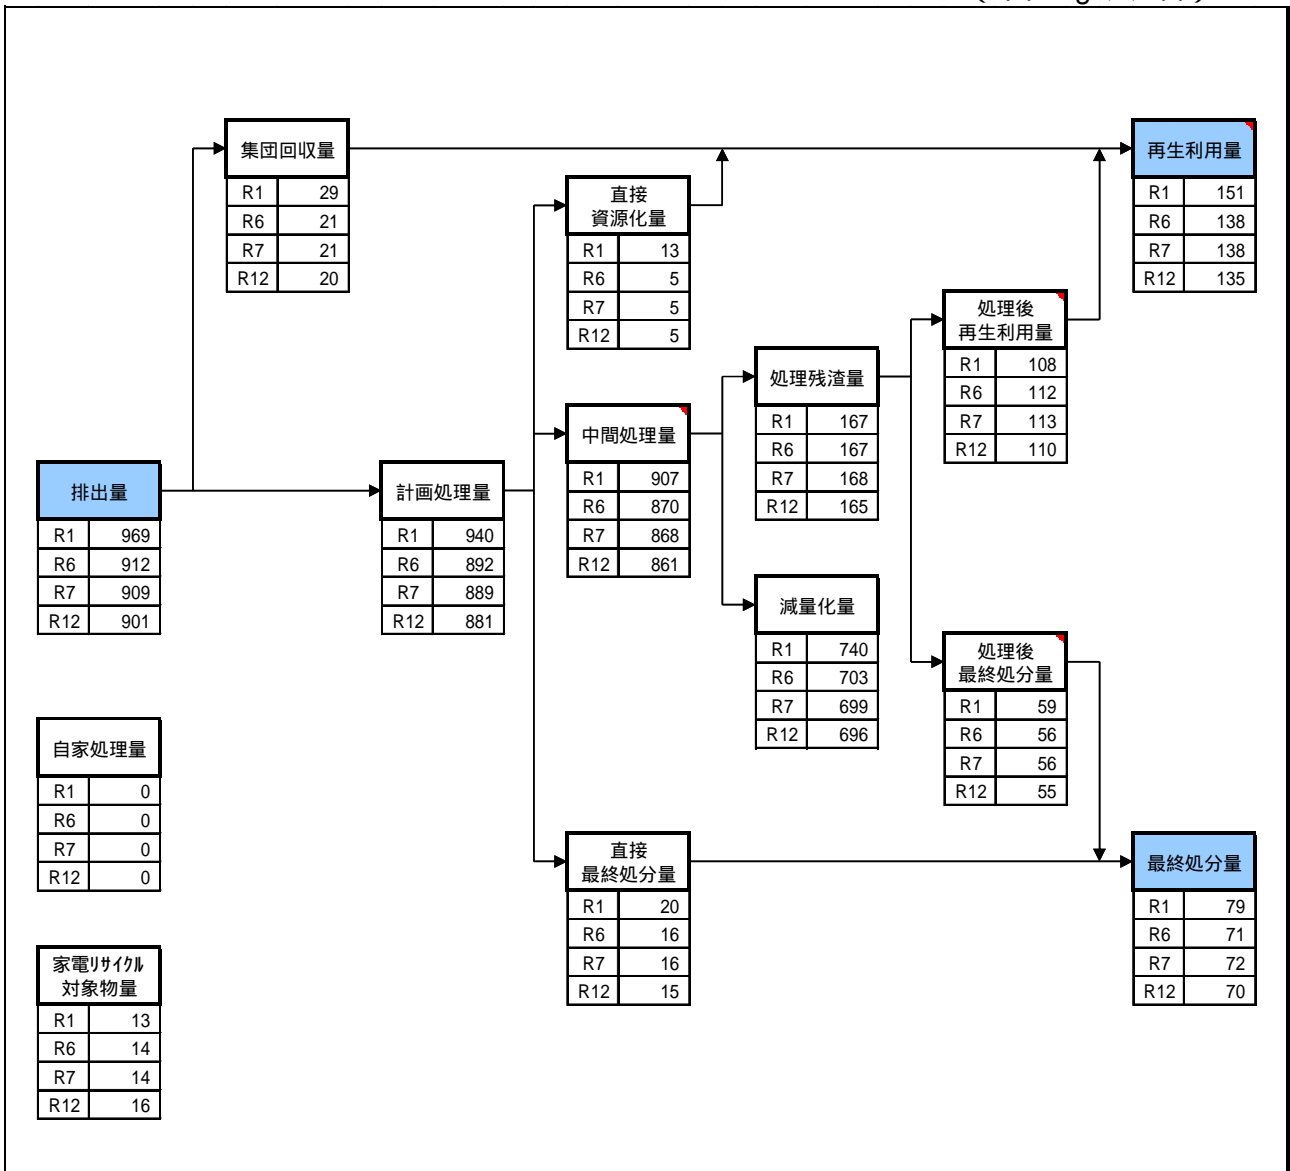 集団回収量
R1 29
R6 21
R7 21
R12 20
再生利用量
R1 151
R6 138
R7 138
R12 135
直接
資源化量
R1 13
R6 5
R7 5
R12 5
処理後
再生利用量
R1 108
R6 112
R7 113
R12 110
処理残渣量
R1 167
R6 167
R7 168
R12 165
中間処理量
R1 907
R6 870
R7 868
R12 861
排出量
R1 969
R6 912
R7 909
R12 901
計画処理量
R1 940
R6 892
R7 889
R12 881
減量化量
R1 740
R6 703
R7 699
R12 696
処理後
最終処分量
R1 59
R6 56
R7 56
R12 55
自家処理量
R1 0
R6 0
R7 0
R12 0
直接
最終処分量
R1 20
R6 16
R7 16
R12 15
最終処分量
R1 79
R6 71
R7 72
R12 70
家電ﾘｻｲｸﾙ
対象物量
R1 13
R6 14
R7 14
R12 16